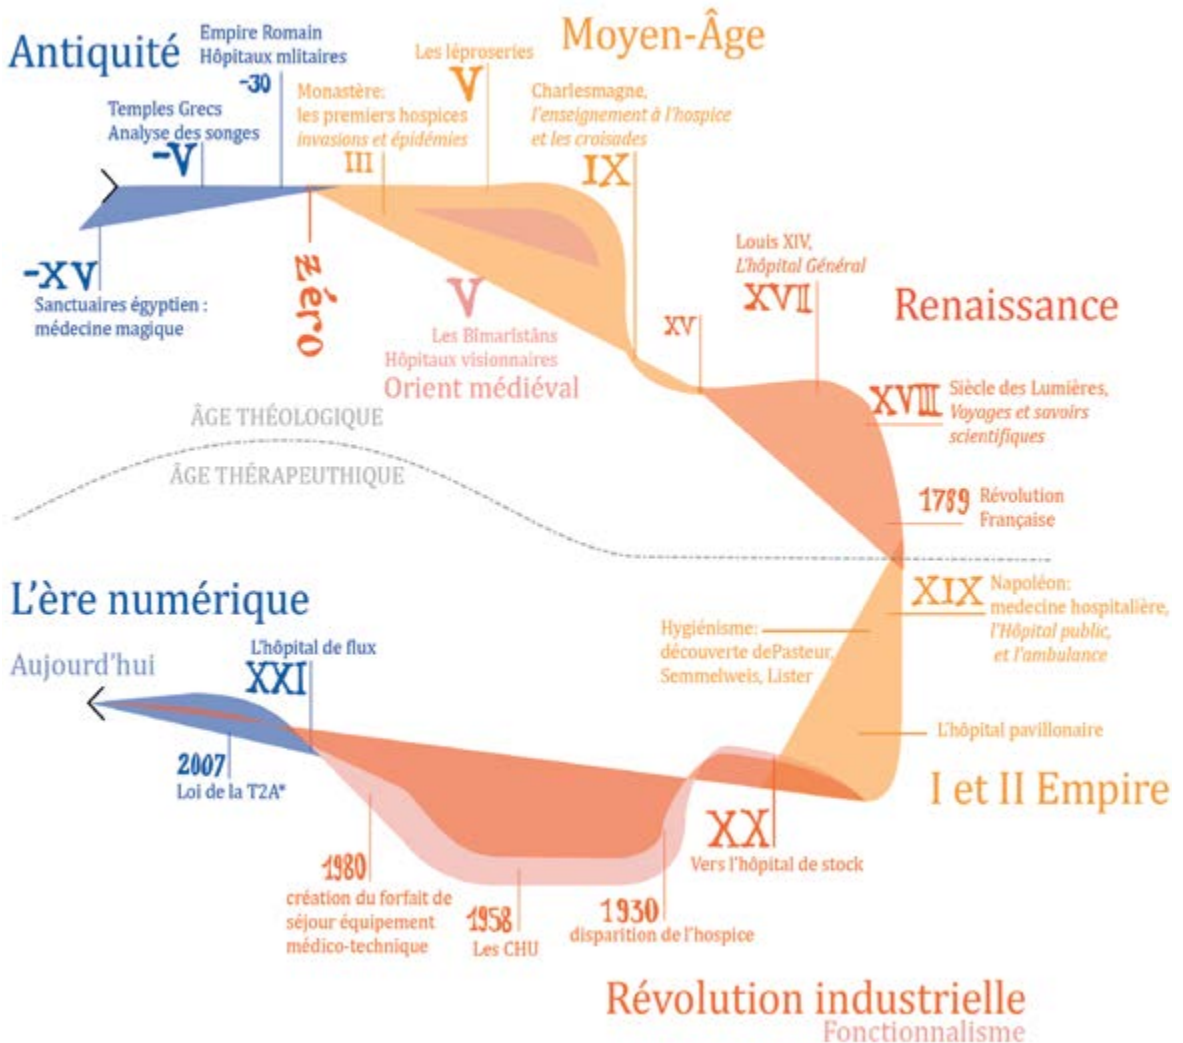 Antiquité
Empire Romain
Hôpitaux mlitaires
-30
Temples Grecs
Analyse des songes
-V
-XV
Sanctuaires égyptien :
médecine magique
zéro
Moyen-Âge
Les léproseries
V
Monastère:
les premiers hospices
invasions et épidémies
III
Charlesmagne,
l'enseignement à l'hospice
et les croisades
IX
V
Les Bîmaristâns
Hôpitaux visionnaires
Orient médiéval
XV
Louis XIV,
L'hôpital Général
XVII
Renaissance
XVIII
Siècle des Lumières,
Voyages et savoirs
scientifiques
1789
Révolution
Française
ÂGE THÉOLOGIQUE
ÂGE THÉRAPEUTHIQUE
XIX
Napoléon:
medecine hospitalière,
l'Hôpital public,
et l'ambulance
Hygiénisme:
découverte dePasteur,
Semmelweis, Lister
L'hôpital pavillonaire
I et II Empire
XX
Vers l'hôpital de stock
1930
disparition de l'hospice
1958
Les CHU
1980
création du forfait de
séjour équipement
médico-technique
Révolution industrielle
Fonctionnalisme
L'ère numérique
Aujourd'hui
L'hôpital de flux
XXI
2007
Loi de la T2A*